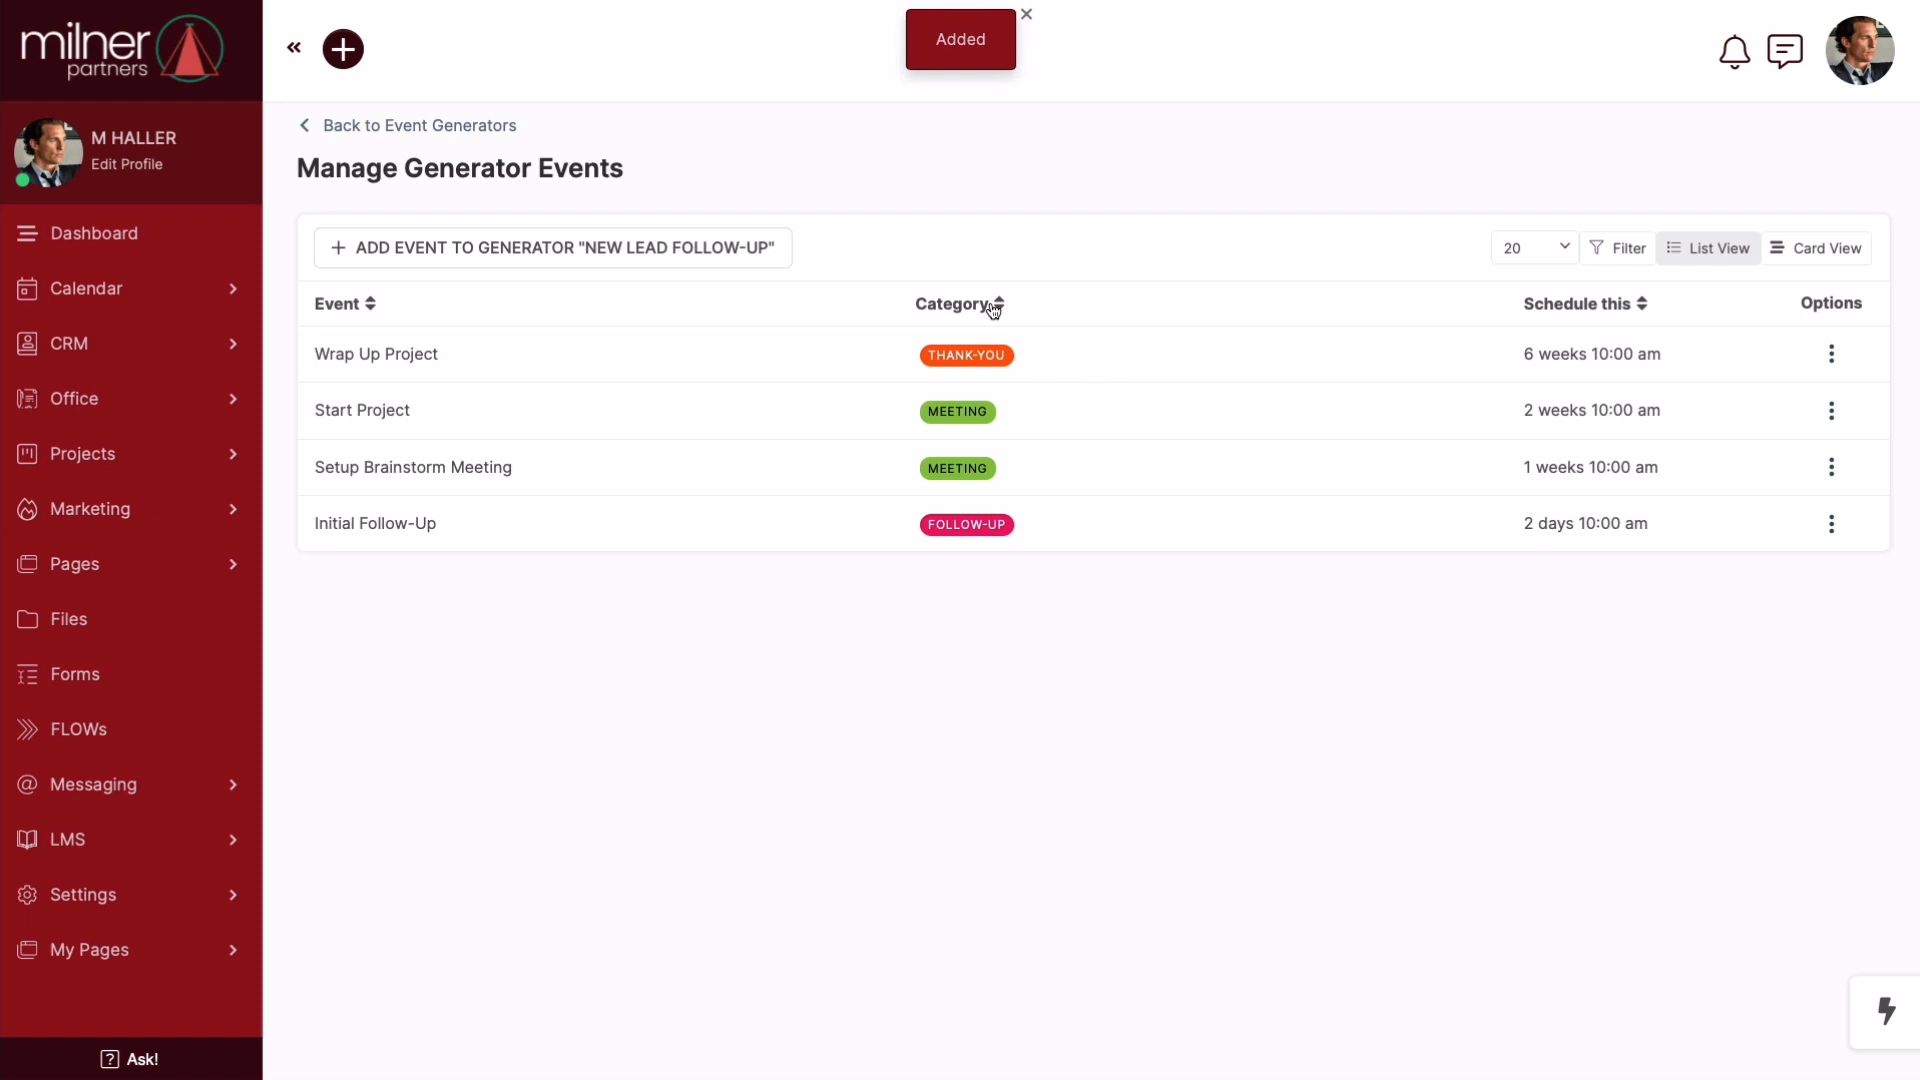 milner
partners
Added
M HALLER
Edit Profile
Back to Event Generators
Manage Generator Events
Dashboard
Calendar
CRM
Office
Projects
Marketing
Pages
Files
Forms
FLOWs
Messaging
LMS
Settings
My Pages
? Ask!
+ ADD EVENT TO GENERATOR "NEW LEAD FOLLOW-UP"
20 Filter List View Card View
Event Category Schedule this Options
Wrap Up Project THANK-YOU 6 weeks 10:00 am
Start Project MEETING 2 weeks 10:00 am
Setup Brainstorm Meeting MEETING 1 weeks 10:00 am
Initial Follow-Up FOLLOW-UP 2 days 10:00 am